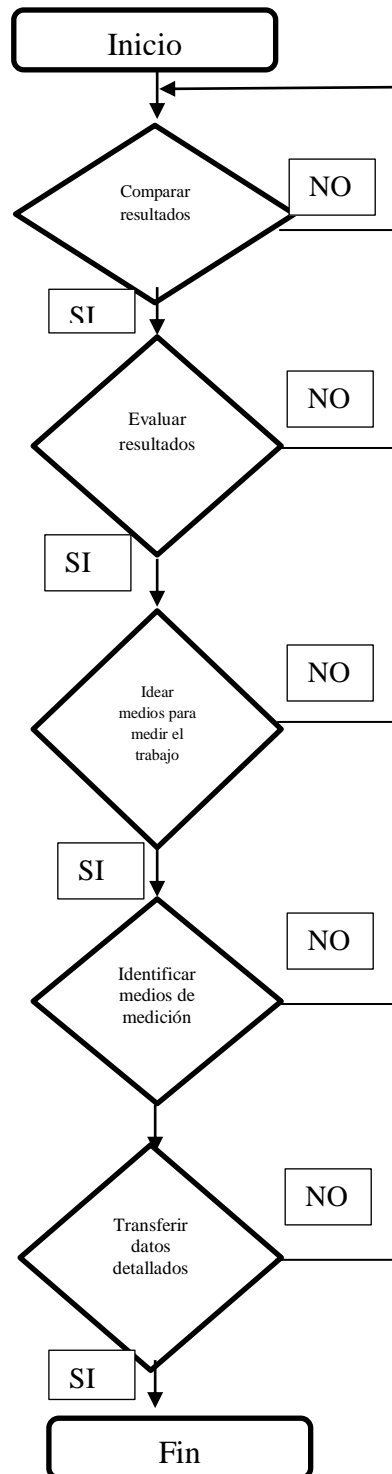 Inicio
Comparar
resultados
NO
SI
Evaluar
resultados
NO
SI
Idear
medios para
medir el
trabajo
NO
SI
Identificar
medios de
medición
NO
Transferir
datos
detallados
NO
SI
Fin